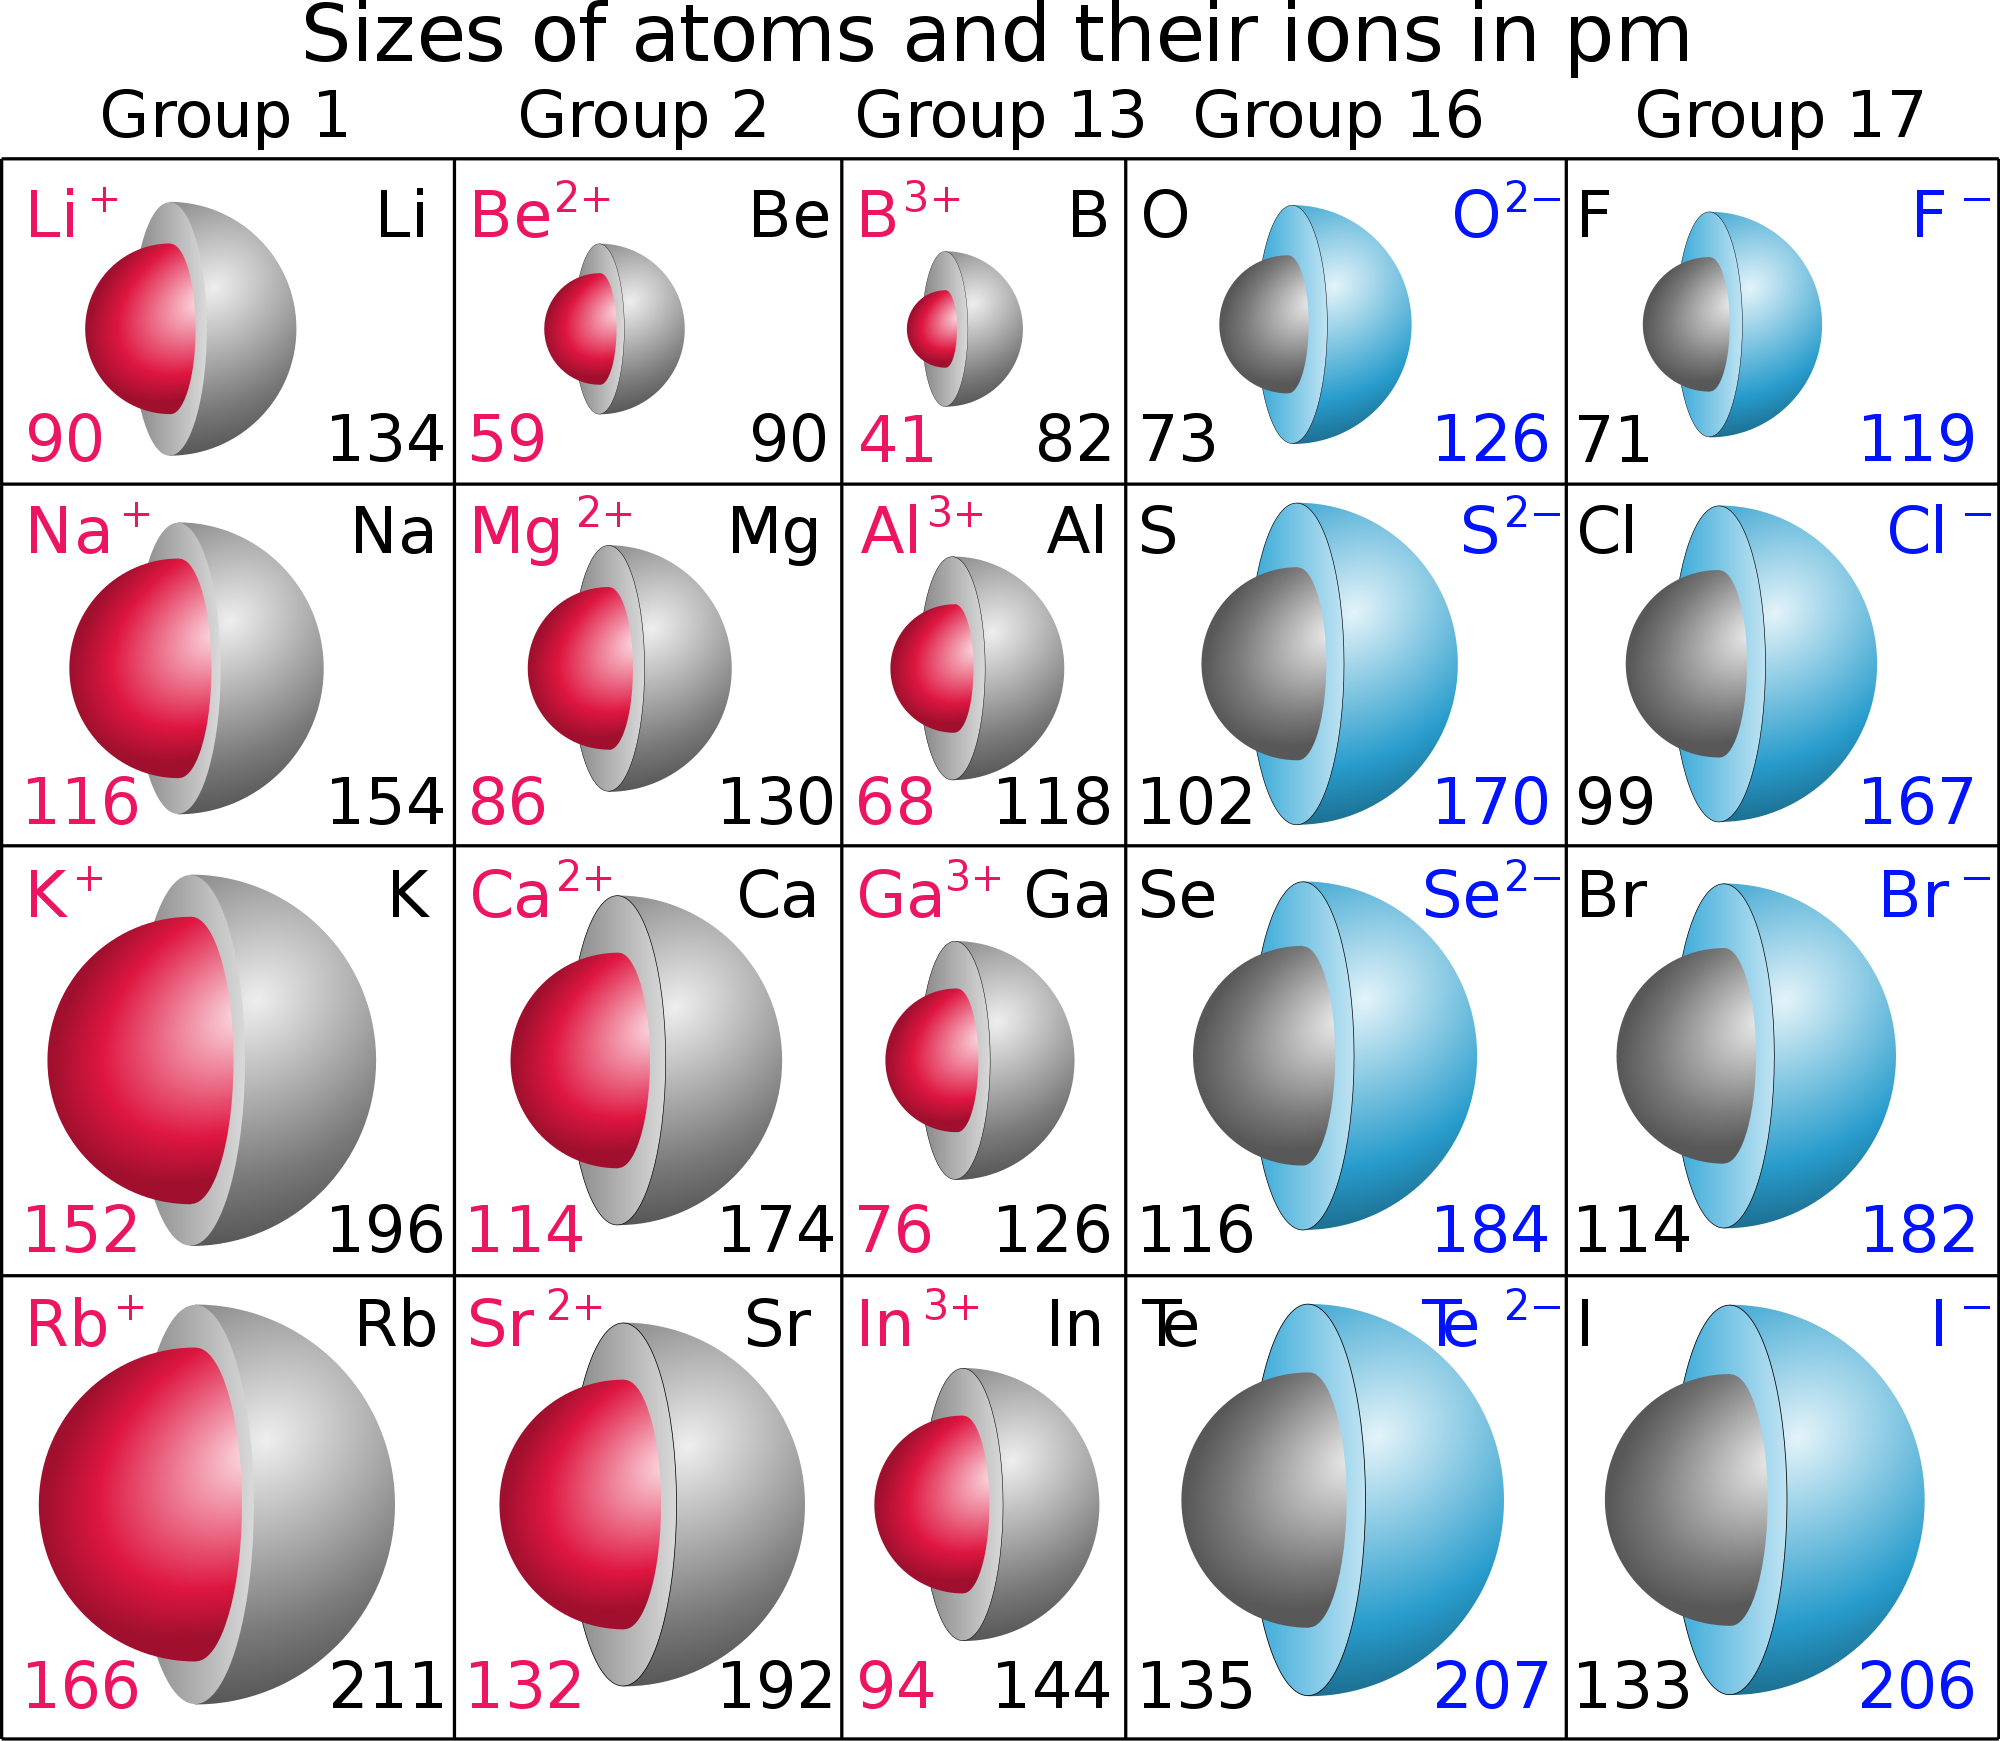 Sizes of atoms and their ions in pm
Group 1 Group 2 Group 13 Group 16 Group 17
Li⁺ Li Be²⁺ Be B³⁺ B O O²⁻ F F⁻
90 134 59 90 41 82 73 126 71 119
Na⁺ Na Mg²⁺ Mg Al³⁺ Al S S²⁻ Cl Cl⁻
116 154 86 130 68 118 102 170 99 167
K⁺ K Ca²⁺ Ca Ga³⁺ Ga Se Se²⁻ Br Br⁻
152 196 114 174 76 126 116 184 114 182
Rb⁺ Rb Sr²⁺ Sr In³⁺ In Te Te²⁻ I I⁻
166 211 132 192 94 144 135 207 133 206